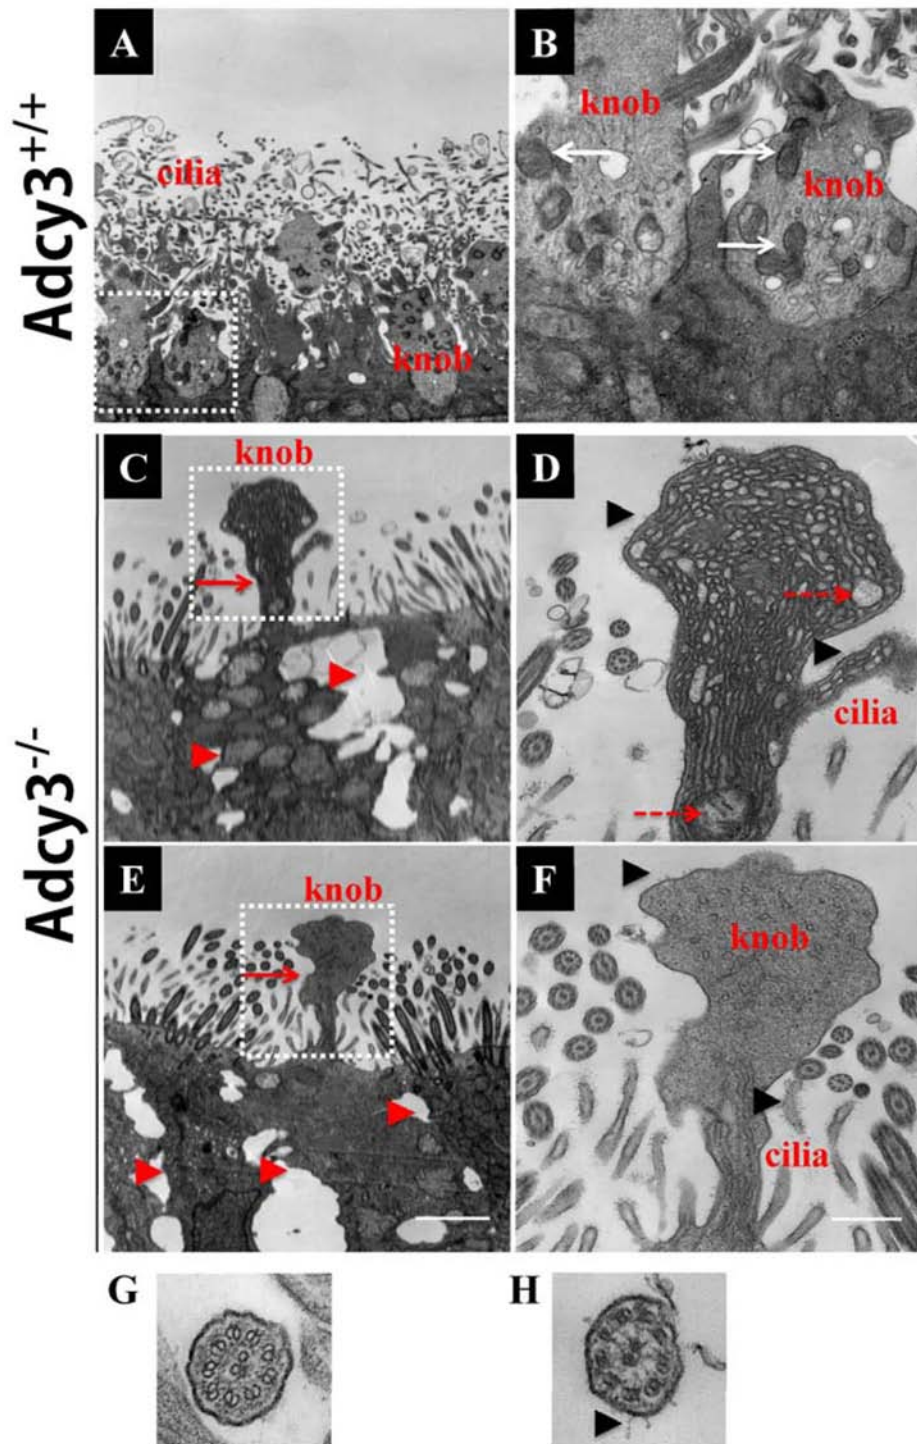 Adcy3+/+
A
cilia
knob
B
knob
knob
Adcy3-/-
C
knob
D
cilia
E
knob
F
knob
cilia
G
H